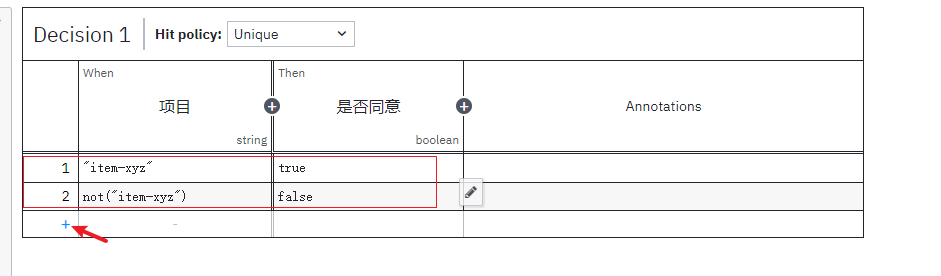 Decision 1 Hit policy: Unique
When Then
项目 是否同意 Annotations
string boolean
1 "item-xyz" true
2 not("item-xyz") false
+ -